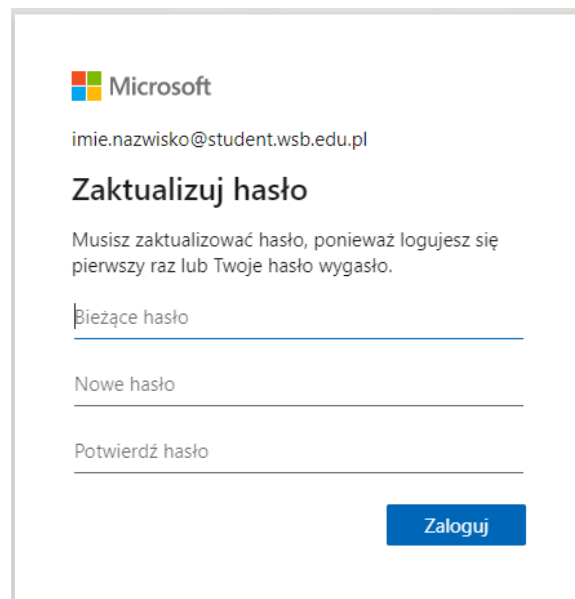 Microsoft
imie.nazwisko@student.wsb.edu.pl
Zaktualizuj hasło
Musisz zaktualizować hasło, ponieważ logujesz się
pierwszy raz lub Twoje hasło wygasło.
Bieżące hasło
Nowe hasło
Potwierdź hasło
Zaloguj